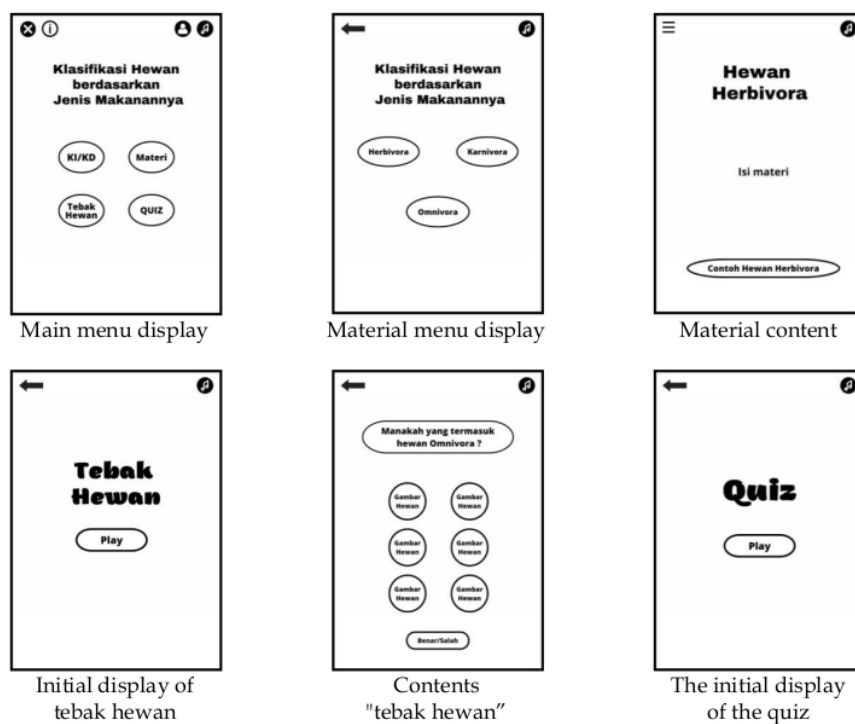 Klasifikasi Hewan
berdasarkan
Jenis Makanannya
KI/KD
Materi
Tebak
Hewan
QUIZ
Main menu display
Klasifikasi Hewan
berdasarkan
Jenis Makanannya
Herbivora
Karnivora
Omnivora
Material menu display
Hewan
Herbivora
Isi materi
Contoh Hewan Herbivora
Material content
Tebak
Hewan
Play
Initial display of
tebak hewan
Manakah yang termasuk
hewan Omnivora ?
Gambar
Hewan
Gambar
Hewan
Gambar
Hewan
Gambar
Hewan
Gambar
Hewan
Gambar
Hewan
Benar/Salah
Contents
"tebak hewan”
Quiz
Play
The initial display
of the quiz